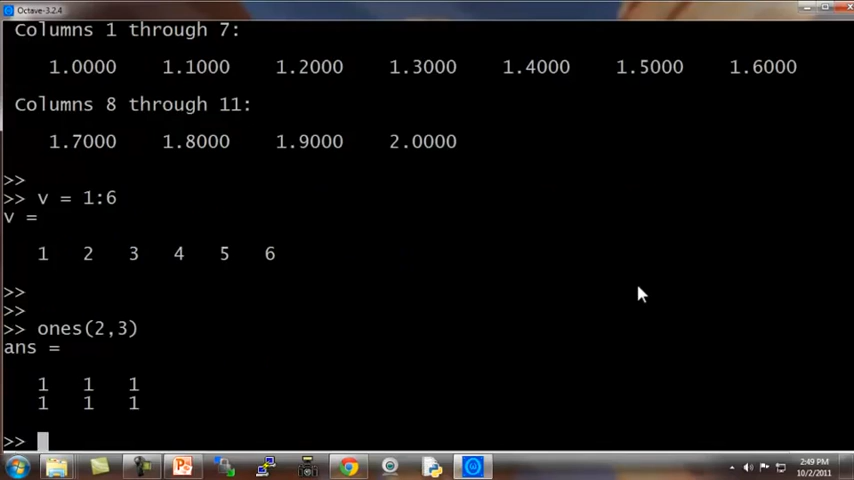 Octave-3.2.4
Columns 1 through 7:
1.0000 1.1000 1.2000 1.3000 1.4000 1.5000 1.6000
Columns 8 through 11:
1.7000 1.8000 1.9000 2.0000
>>
>> v = 1:6
v =
1 2 3 4 5 6
>>
>>
>> ones(2,3)
ans =
1 1 1
1 1 1
>>
2:49 PM
10/2/2011